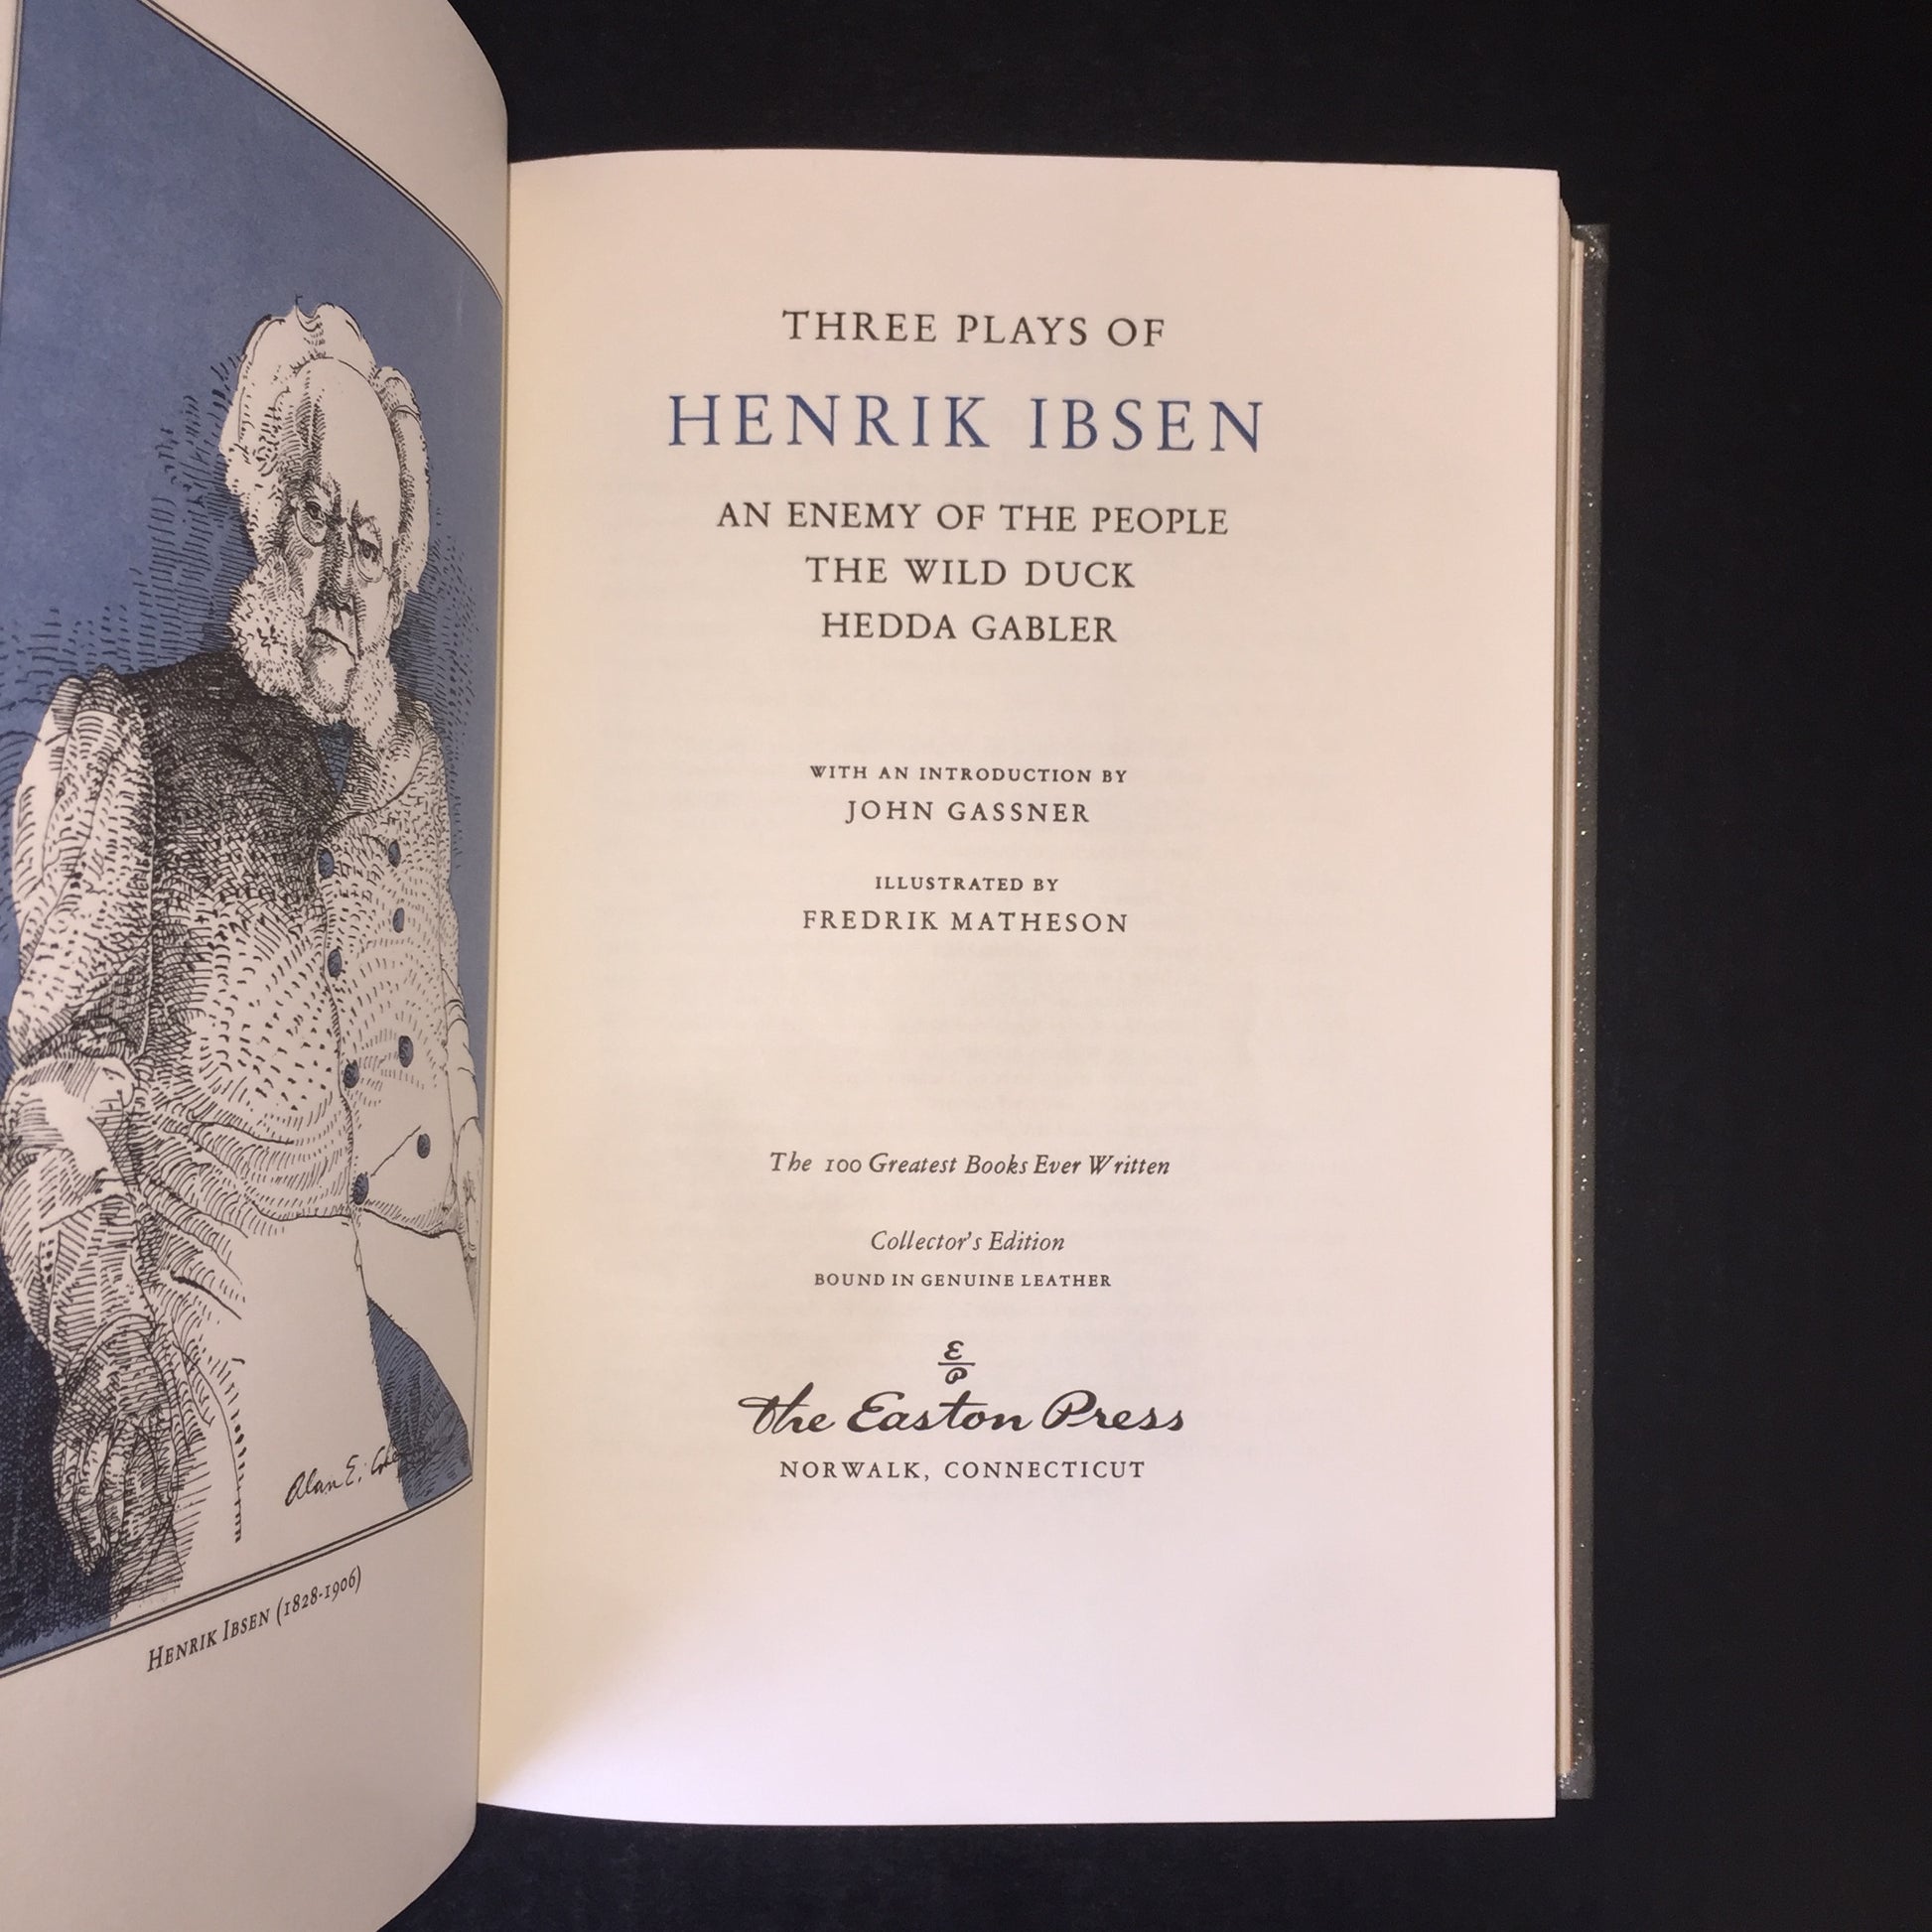 Alan E.
HENRIK IBSEN (1828-1906)
THREE PLAYS OF
HENRIK IBSEN
AN ENEMY OF THE PEOPLE
THE WILD DUCK
HEDDA GABLER
WITH AN INTRODUCTION BY
JOHN GASSNER
ILLUSTRATED BY
FREDRIK MATHESON
The 100 Greatest Books Ever Written
Collector's Edition
BOUND IN GENUINE LEATHER
E
P
The Easton Press
NORWALK, CONNECTICUT